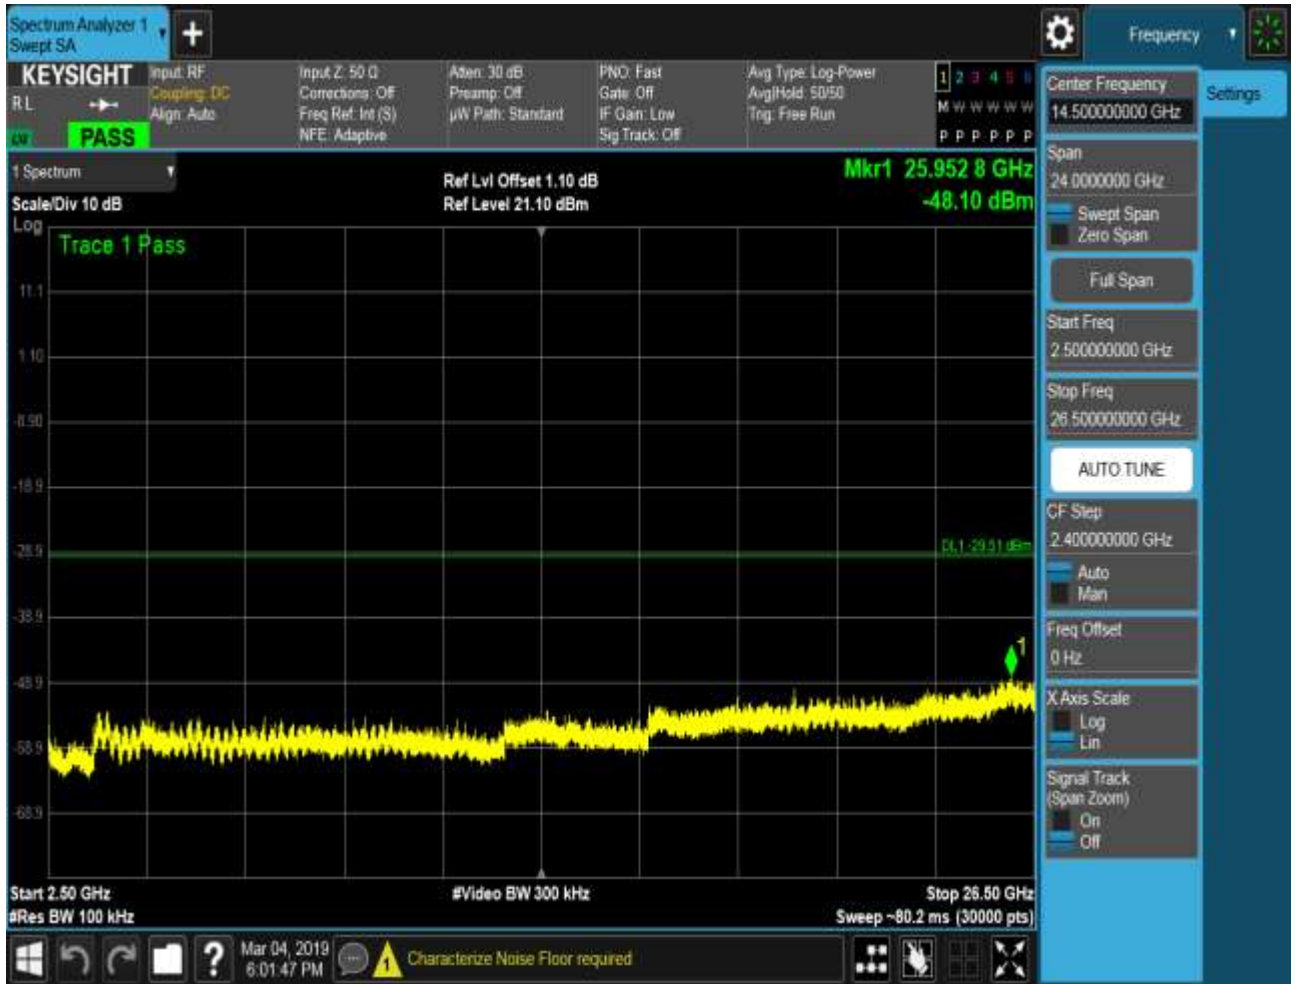 Spectrum Analyzer 1
Swept SA
+
Frequency
KEYSIGHT
R L
PASS
Input: RF
Coupling: DC
Align: Auto
Input Z: 50 Ω
Corrections: Off
Freq Ref: Int (S)
NFE: Adaptive
Atten: 30 dB
Preamp: Off
µW Path: Standard
PNO: Fast
Gate: Off
IF Gain: Low
Sig Track: Off
Avg Type: Log-Power
Avg|Hold: 50/50
Trig: Free Run
1 2 3 4 5 6
M W W W W W
P P P P P P
1 Spectrum
Scale/Div 10 dB
Log
Ref Lvl Offset 1.10 dB
Ref Level 21.10 dBm
Mkr1 25.952 8 GHz
-48.10 dBm
Trace 1 Pass
11.1
1.10
-8.90
-18.9
-28.9
-38.9
-48.9
-58.9
-68.9
DL1 -29.51 dBm
1
Start 2.50 GHz
#Res BW 100 kHz
#Video BW 300 kHz
Stop 26.50 GHz
Sweep ~80.2 ms (30000 pts)
Center Frequency
14.500000000 GHz
Settings
Span
24.0000000 GHz
Swept Span
Zero Span
Full Span
Start Freq
2.500000000 GHz
Stop Freq
26.500000000 GHz
AUTO TUNE
CF Step
2.400000000 GHz
Auto
Man
Freq Offset
0 Hz
X Axis Scale
Log
Lin
Signal Track
(Span Zoom)
On
Off
?
Mar 04, 2019
6:01:47 PM
1
Characterize Noise Floor required